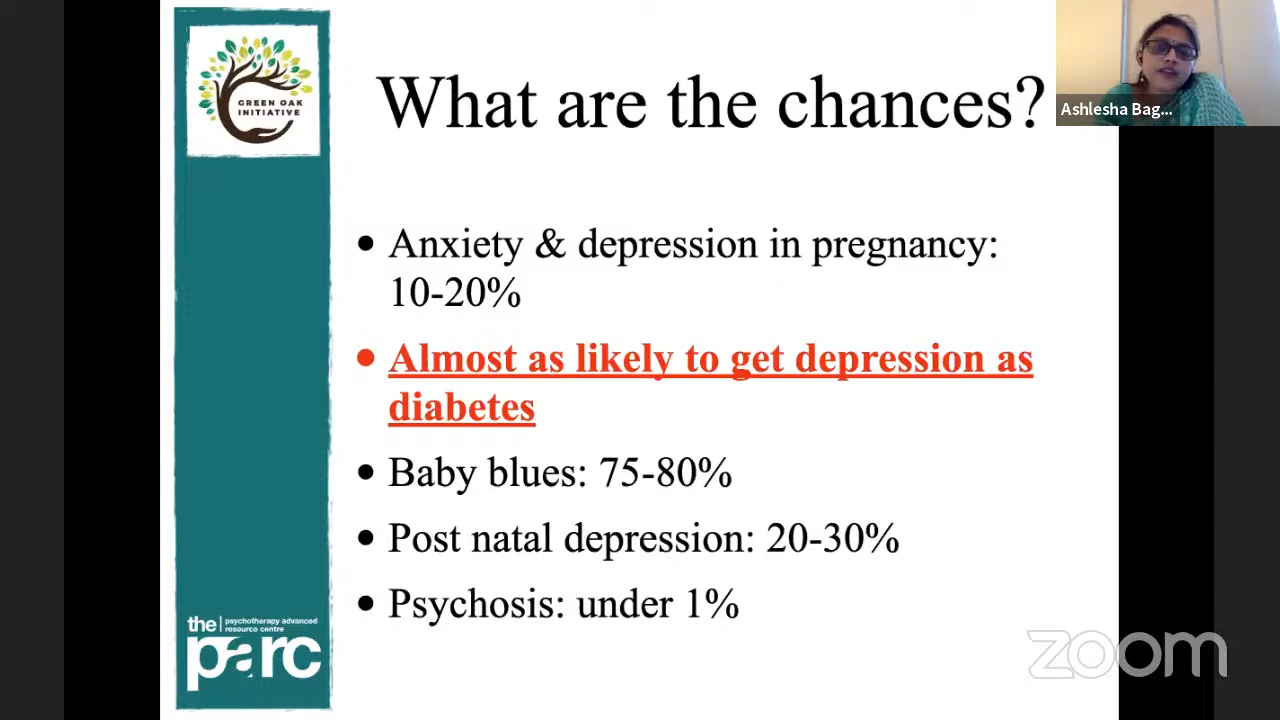 GREEN OAK
INITIATIVE
What are the chances?
Ashlesha Bag...
• Anxiety & depression in pregnancy:
10-20%
• Almost as likely to get depression as
diabetes
• Baby blues: 75-80%
• Post natal depression: 20-30%
• Psychosis: under 1%
the psychotherapy advanced
resource centre
parc
zoom